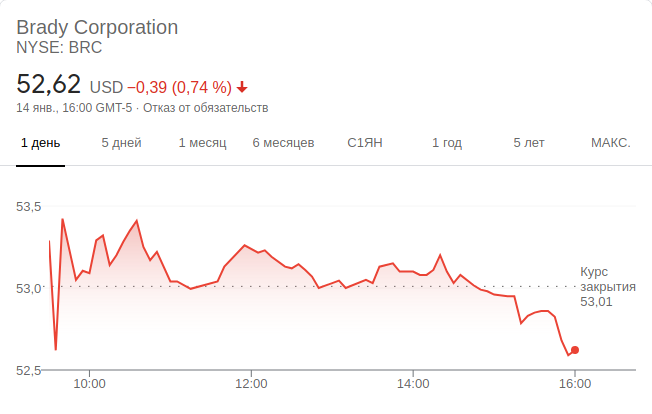 Brady Corporation
NYSE: BRC
52,62 USD −0,39 (0,74 %)
14 янв., 16:00 GMT-5 · Отказ от обязательств
1 день 5 дней 1 месяц 6 месяцев С1ЯН 1 год 5 лет МАКС.
53,5
Курс
закрытия
53,01
53,0
52,5
10:00 12:00 14:00 16:00